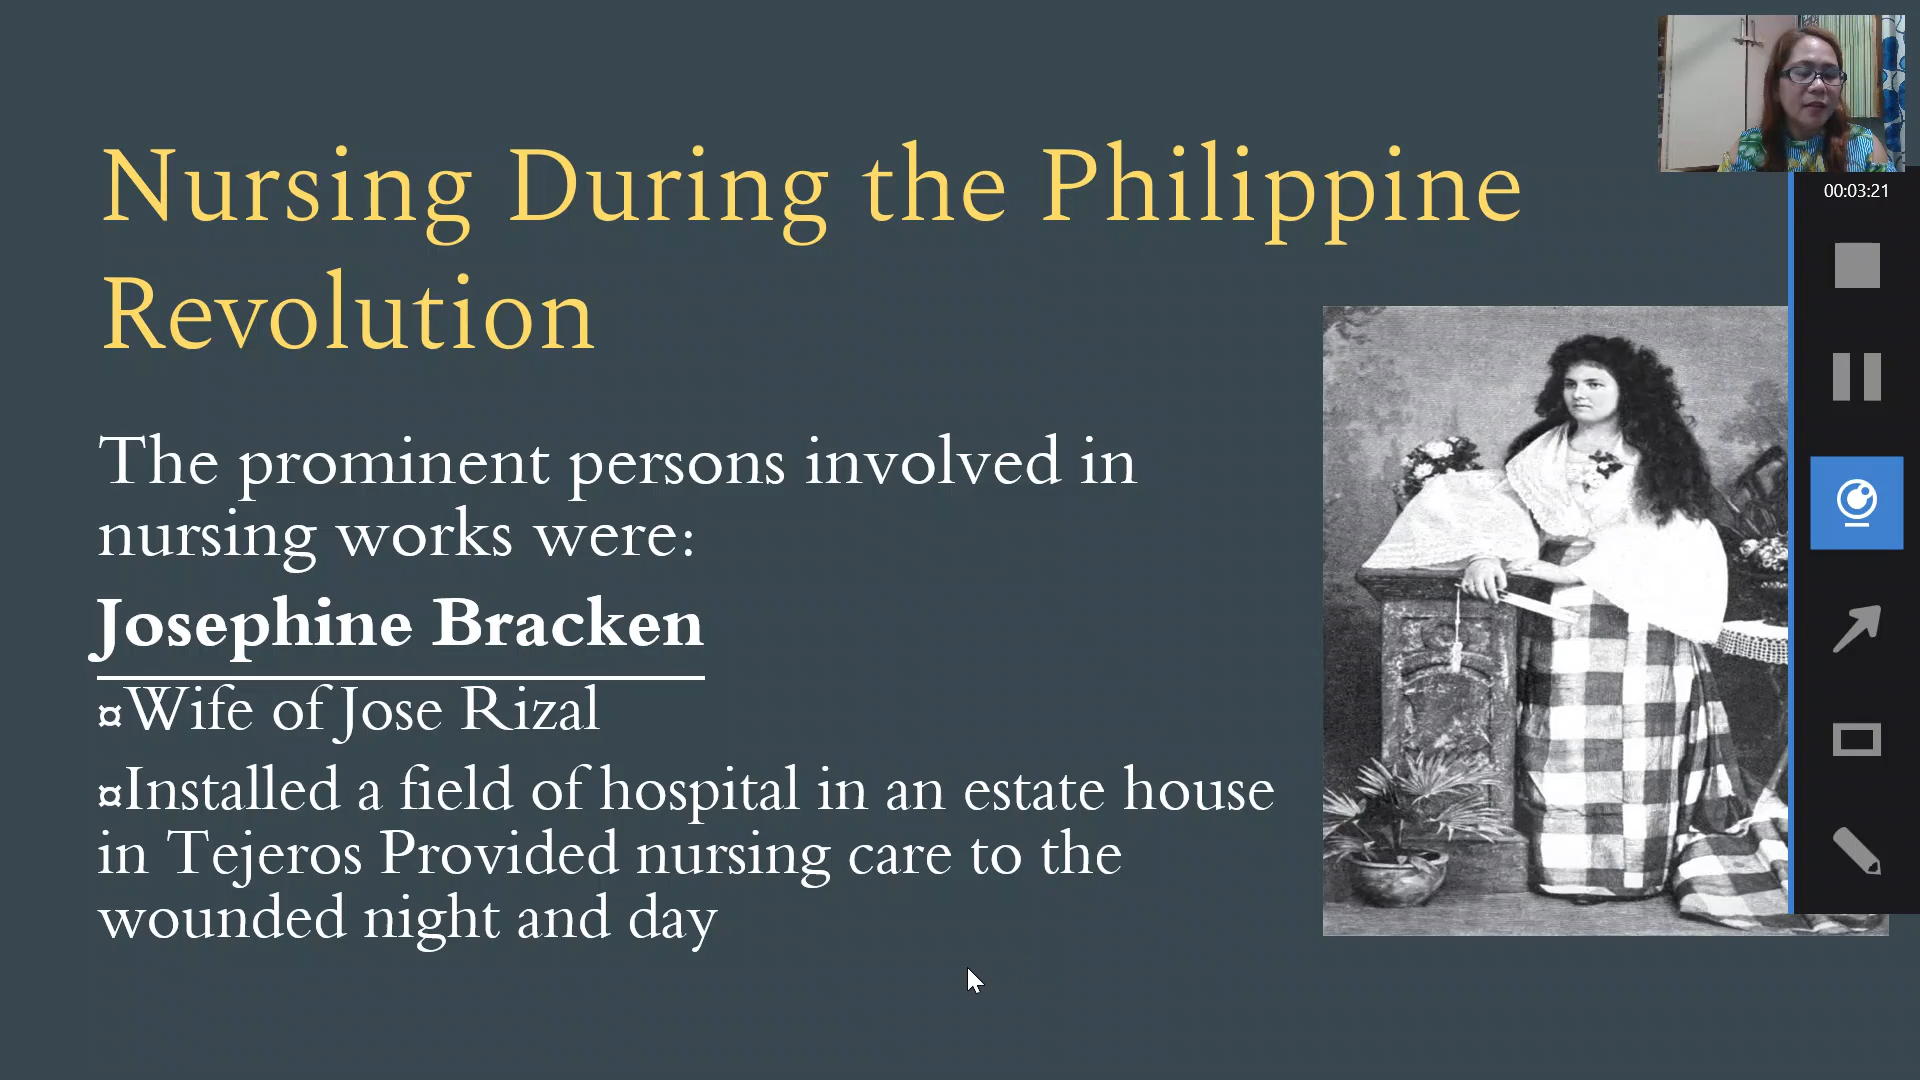 Nursing During the Philippine
Revolution
The prominent persons involved in
nursing works were:
Josephine Bracken
¤Wife of Jose Rizal
¤Installed a field of hospital in an estate house
in Tejeros Provided nursing care to the
wounded night and day
00:03:21